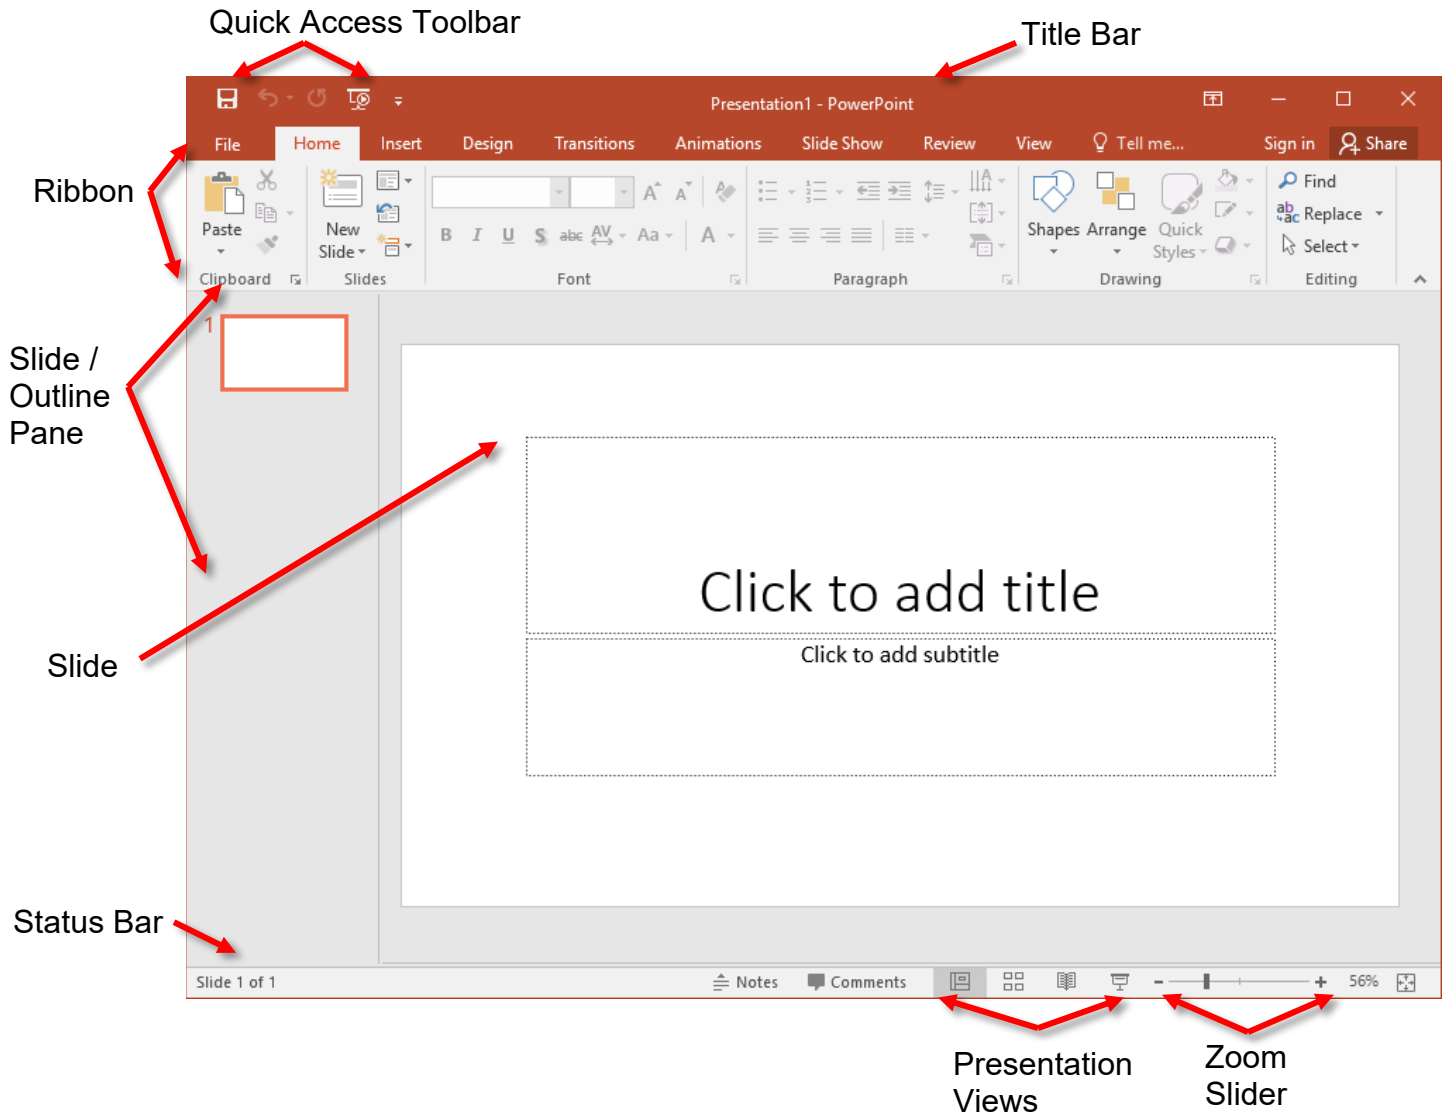 Quick Access Toolbar
Title Bar
Presentation1 - PowerPoint
File Home Insert Design Transitions Animations Slide Show Review View Tell me... Sign in Share
Ribbon
Paste
New
Slide
B I U S abc AV Aa A
A A A
Shapes Arrange Quick
Styles
Find
Replace
Select
Clipboard Slides Font Paragraph Drawing Editing
1
Slide /
Outline
Pane
Click to add title
Click to add subtitle
Slide
Status Bar
Slide 1 of 1 Notes Comments 56%
Presentation
Views
Zoom
Slider